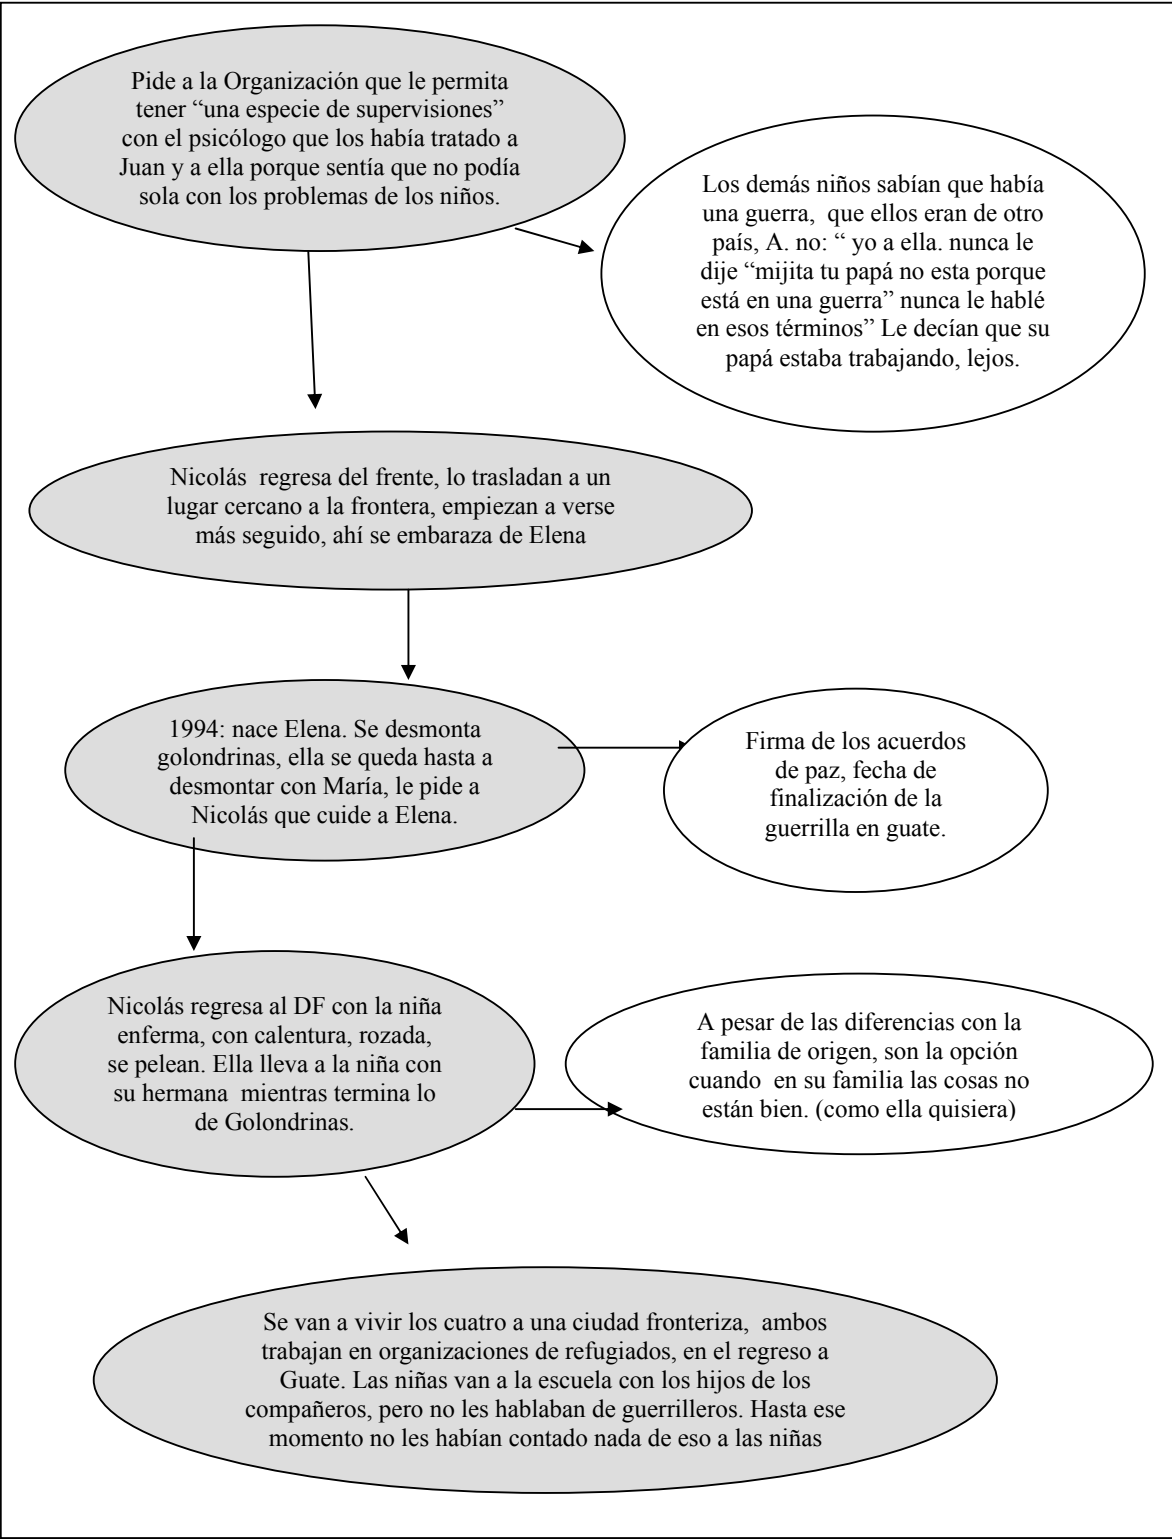 Pide a la Organización que le permita
tener “una especie de supervisiones”
con el psicólogo que los había tratado a
Juan y a ella porque sentía que no podía
sola con los problemas de los niños.
Los demás niños sabían que había
una guerra, que ellos eran de otro
país, A. no: “ yo a ella. nunca le
dije “mijita tu papá no esta porque
está en una guerra” nunca le hablé
en esos términos” Le decían que su
papá estaba trabajando, lejos.
Nicolás regresa del frente, lo trasladan a un
lugar cercano a la frontera, empiezan a verse
más seguido, ahí se embaraza de Elena
1994: nace Elena. Se desmonta
golondrinas, ella se queda hasta a
desmontar con María, le pide a
Nicolás que cuide a Elena.
Firma de los acuerdos
de paz, fecha de
finalización de la
guerrilla en guate.
Nicolás regresa al DF con la niña
enferma, con calentura, rozada,
se pelean. Ella lleva a la niña con
su hermana mientras termina lo
de Golondrinas.
A pesar de las diferencias con la
familia de origen, son la opción
cuando en su familia las cosas no
están bien. (como ella quisiera)
Se van a vivir los cuatro a una ciudad fronteriza, ambos
trabajan en organizaciones de refugiados, en el regreso a
Guate. Las niñas van a la escuela con los hijos de los
compañeros, pero no les hablaban de guerrilleros. Hasta ese
momento no les habían contado nada de eso a las niñas